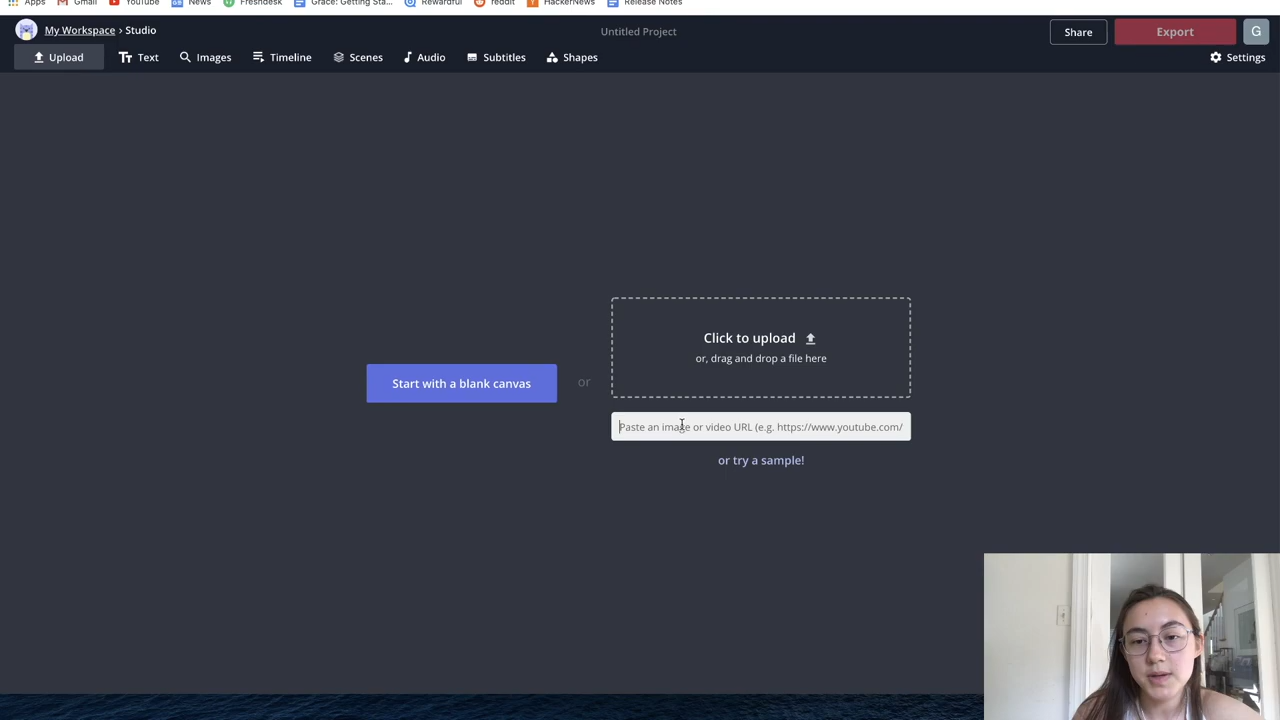 Apps Gmail YouTube News Freshdesk Grace: Getting Sta... Rewardful reddit HackerNews Release Notes
My Workspace › Studio
Untitled Project
Share
Export
G
Upload Text Images Timeline Scenes Audio Subtitles Shapes
Settings
Start with a blank canvas
or
Click to upload
or, drag and drop a file here
Paste an image or video URL (e.g. https://www.youtube.com/
or try a sample!